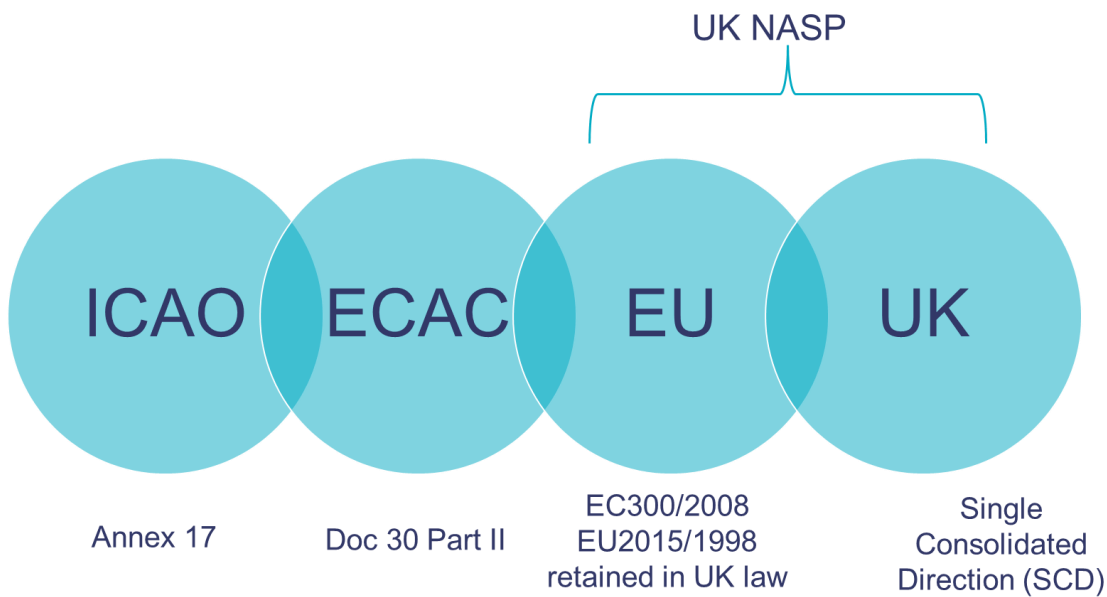 UK NASP
ICAO
ECAC
EU
UK
Annex 17
Doc 30 Part II
EC300/2008
EU2015/1998
retained in UK law
Single
Consolidated
Direction (SCD)